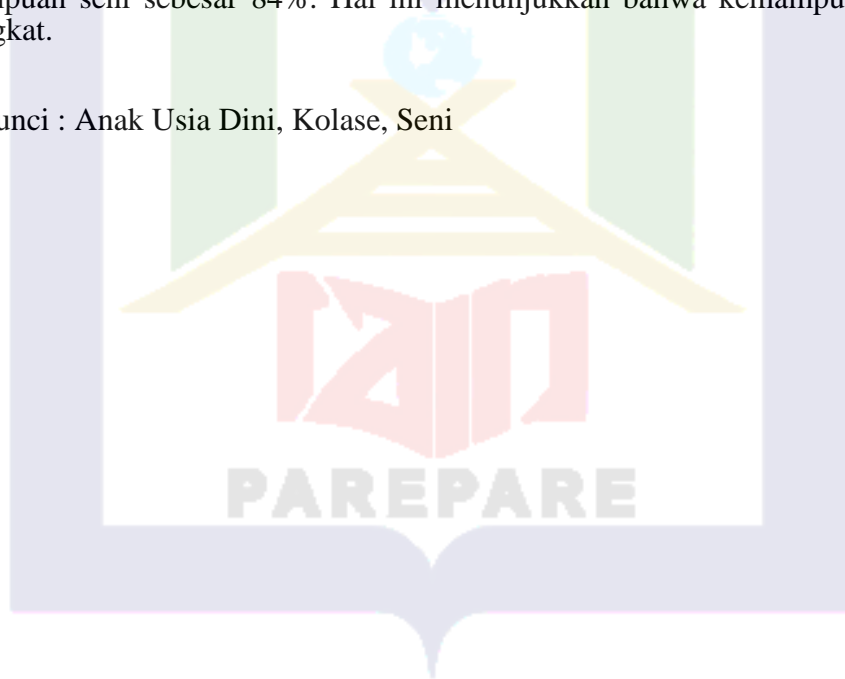 puan seni sebesar 84%. Hal ini menunjukkan bahwa kemampu
gkat.
unci : Anak Usia Dini, Kolase, Seni
PAREPARE